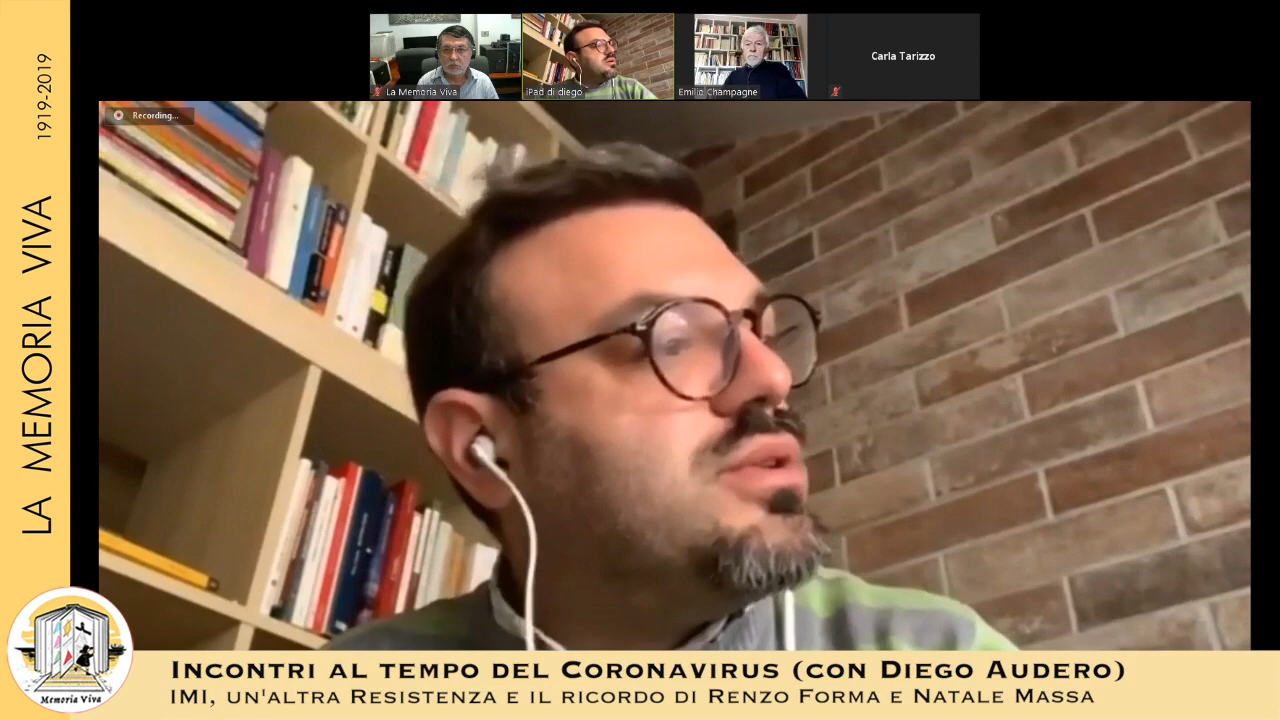 La Memoria Viva
iPad di diego
Emilio Champagne
Carla Tarizzo
Recording...
LA MEMORIA VIVA 1919-2019
Memoria Viva
INCONTRI AL TEMPO DEL CORONAVIRUS (CON DIEGO AUDERO)
IMI, UN'ALTRA RESISTENZA E IL RICORDO DI RENZO FORMA E NATALE MASSA